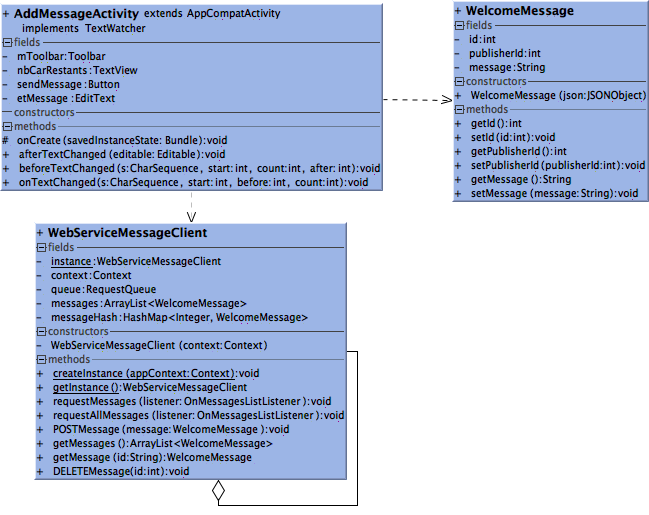 + AddMessageActivity extends AppCompatActivity
implements TextWatcher
fields
- mToolbar:Toolbar
- nbCarRestants:TextView
- sendMessage:Button
- etMessage:EditText
constructors
methods
# onCreate(savedInstanceState: Bundle):void
+ afterTextChanged(editable: Editable):void
+ beforeTextChanged(s:CharSequence, start:int, count:int, after:int):void
+ onTextChanged(s:CharSequence, start:int, before:int, count:int):void
+ WelcomeMessage
fields
- id:int
- publisherId:int
- message:String
constructors
+ WelcomeMessage (json:JSONObject)
methods
+ getId():int
+ setId(id:int):void
+ getPublisherId():int
+ setPublisherId(publisherId:int):void
+ getMessage():String
+ setMessage (message:String):void
+ WebServiceMessageClient
fields
- instance:WebServiceMessageClient
- context:Context
- queue:RequestQueue
- messages:ArrayList<WelcomeMessage>
- messageHash:HashMap<Integer, WelcomeMessage>
constructors
- WebServiceMessageClient (context:Context)
methods
+ createInstance (appContext:Context):void
+ getInstance():WebServiceMessageClient
+ requestMessages (listener:OnMessagesListListener):void
+ requestAllMessages (listener:OnMessagesListListener):void
+ POSTMessage (message:WelcomeMessage):void
+ getMessages():ArrayList<WelcomeMessage>
+ getMessage (id:String):WelcomeMessage
+ DELETEMessage(id:int):void